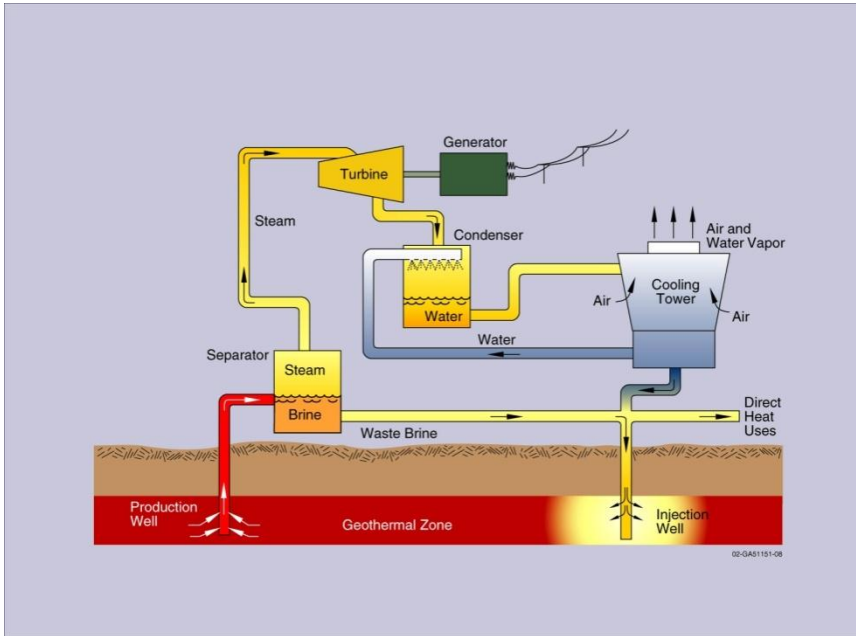 Generator
Turbine
Steam
Condenser
Air and
Water Vapor
Cooling
Tower
Air
Air
Water
Water
Separator
Steam
Brine
Direct
Heat
Uses
Waste Brine
Production
Well
Geothermal Zone
Injection
Well
02-GA51151-08